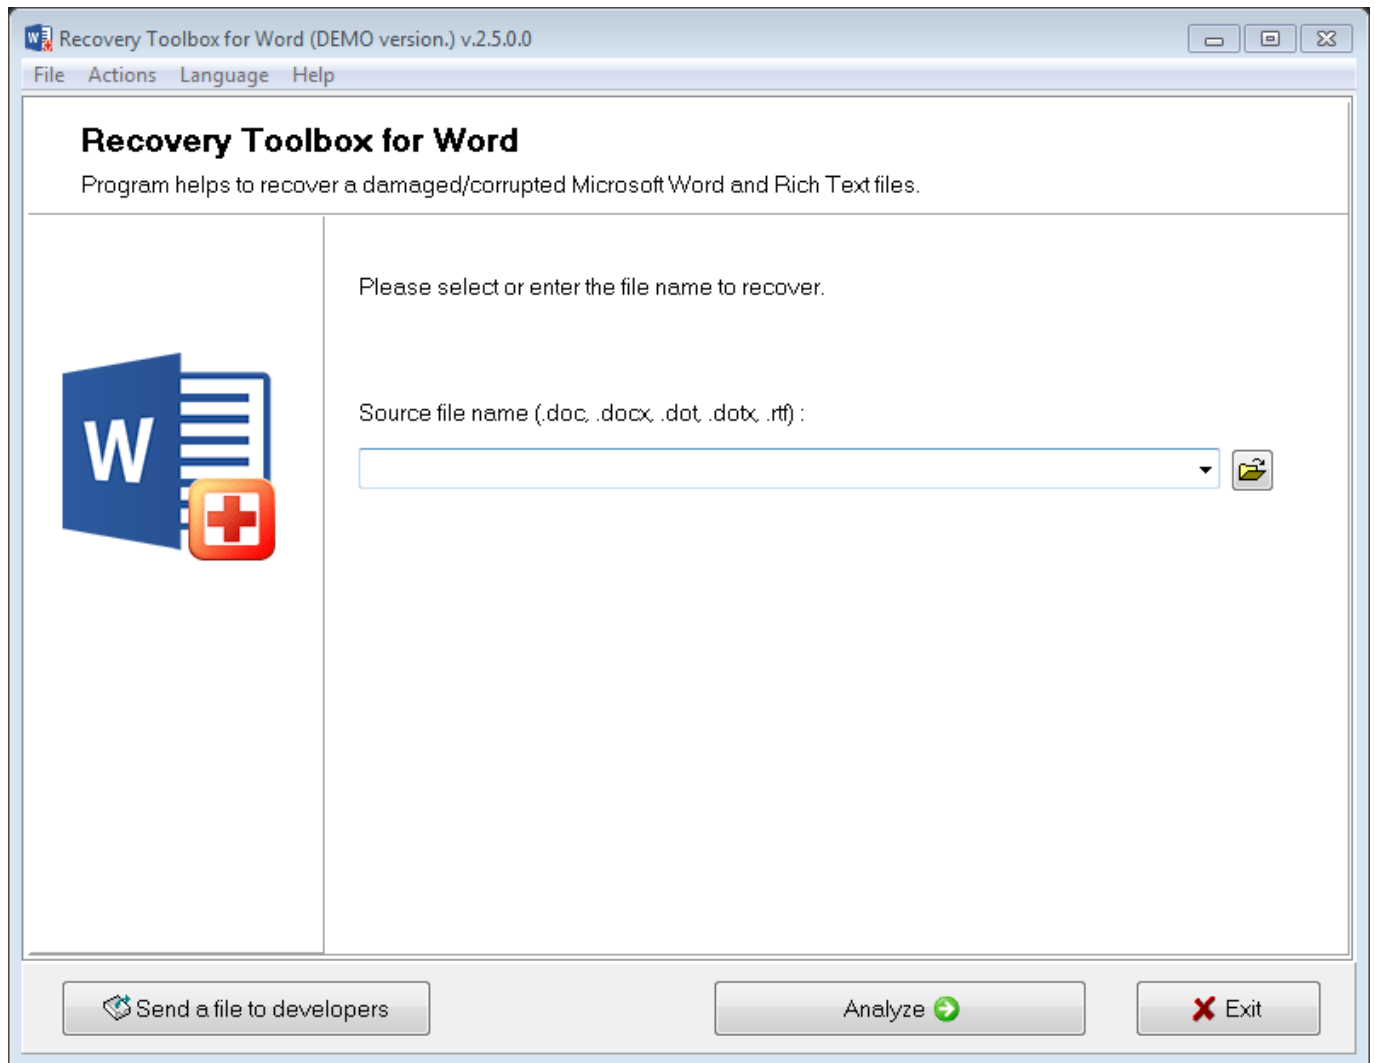 Recovery Toolbox for Word (DEMO version.) v.2.5.0.0
File Actions Language Help
Recovery Toolbox for Word
Program helps to recover a damaged/corrupted Microsoft Word and Rich Text files.
Please select or enter the file name to recover.
Source file name (.doc, .docx, .dot, .dotx, .rtf) :
W
Send a file to developers
Analyze
Exit